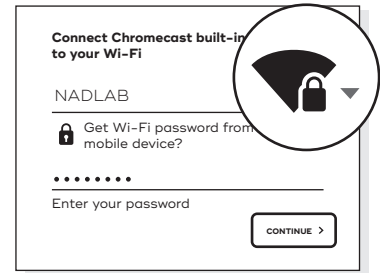 Connect Chromecast built-in
to your Wi-Fi
NADLAB
Get Wi-Fi password from
mobile device?
••••••••
Enter your password
CONTINUE >